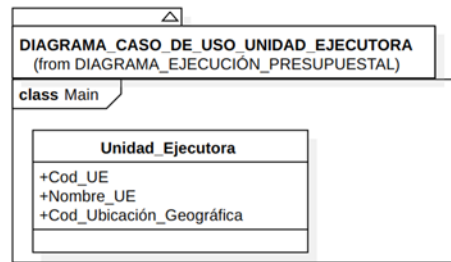 DIAGRAMA_CASO_DE_USO_UNIDAD_EJECUTORA
(from DIAGRAMA_EJECUCIÓN_PRESUPUESTAL)
class Main
Unidad_Ejecutora
+Cod_UE
+Nombre_UE
+Cod_Ubicación_Geográfica